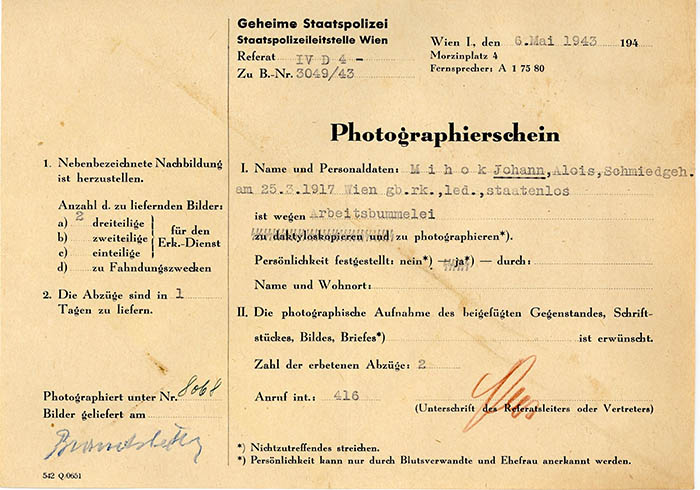 Geheime Staatspolizei
Staatspolizeileitstelle Wien
Referat IV D 4 -
Zu B.-Nr. 3049/43
Wien I., den 6.Mai 1943 194
Morzinplatz 4
Fernsprecher: A 1 75 80
Photographierschein
1. Nebenbezeichnete Nachbildung
ist herzustellen.
Anzahl d. zu liefernden Bilder:
a) 2 dreiteilige
b) zweiteilige
c) einteilige
für den
Erk.-Dienst
d) zu Fahndungszwecken
2. Die Abzüge sind in 1
Tagen zu liefern.
Photographiert unter Nr. 8068
Bilder geliefert am
542 Q/0651
I. Name und Personaldaten: M i h o k Johann, Alois, Schmiedgeh.
am 25.3.1917 Wien gb.rk.,led.,staatenlos
ist wegen Arbeitsbummelei
zu daktyloskopieren und zu photographieren*).
Persönlichkeit festgestellt: nein*) — ja*) — durch:
Name und Wohnort:
II. Die photographische Aufnahme des beigefügten Gegenstandes, Schrift-
stückes, Bildes, Briefes*) ist erwünscht.
Zahl der erbetenen Abzüge: 2
Anruf int.: 416
(Unterschrift des Referatsleiters oder Vertreters)
*) Nichtzutreffendes streichen.
*) Persönlichkeit kann nur durch Blutsverwandte und Ehefrau anerkannt werden.